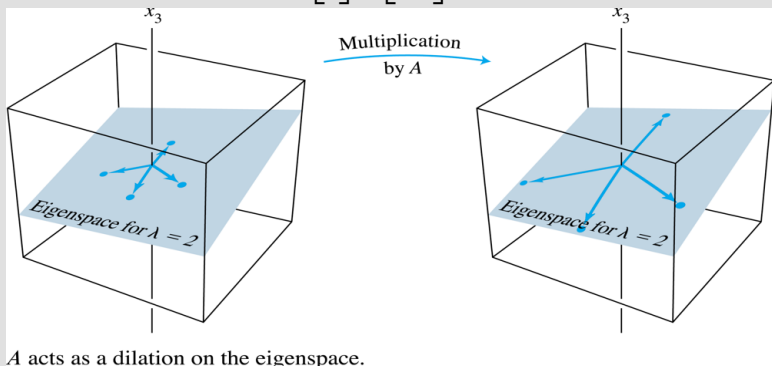 x₃
Multiplication
by A
x₃
Eigenspace for λ = 2
Eigenspace for λ = 2
A acts as a dilation on the eigenspace.